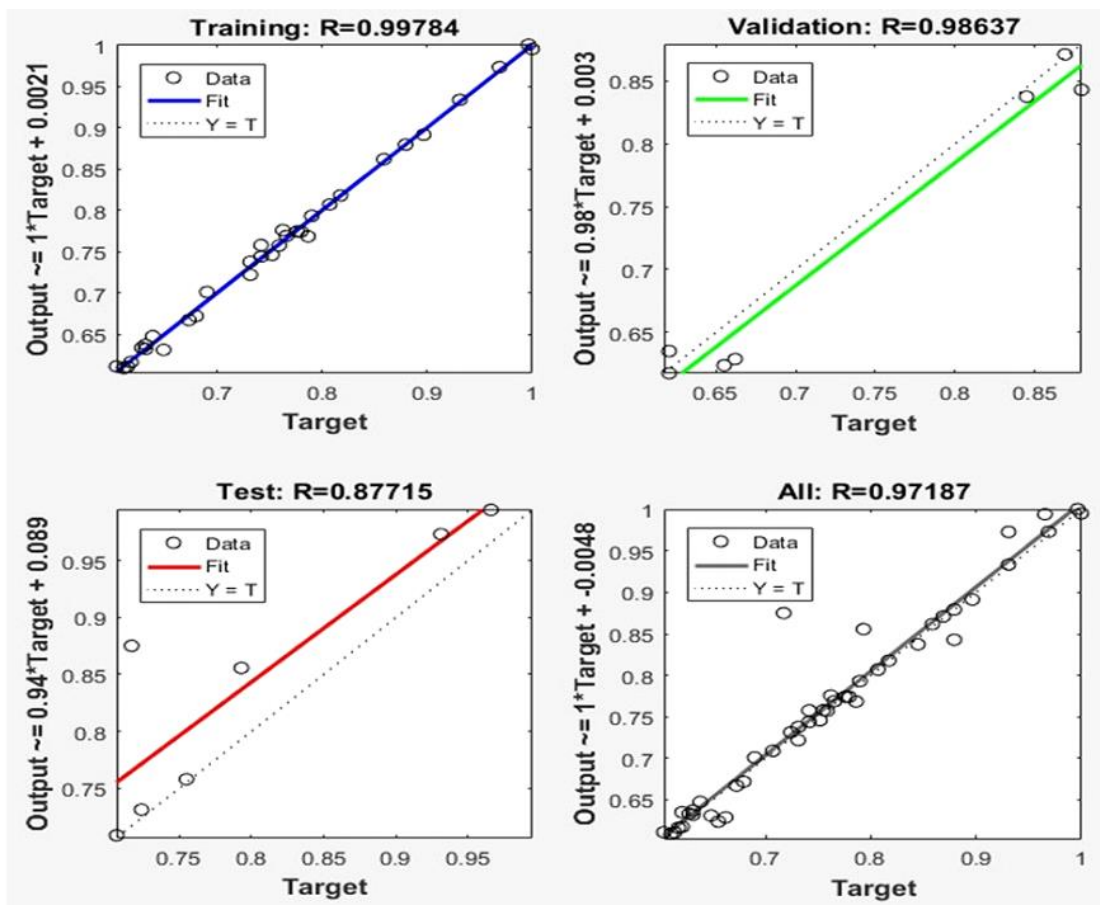 Training: R=0.99784
Output ~= 1*Target + 0.0021
1
0.95
0.9
0.85
0.8
0.75
0.7
0.65
Data
Fit
Y = T
0.7 0.8 0.9 1
Target
Validation: R=0.98637
Output ~= 0.98*Target + 0.003
0.85
0.8
0.75
0.7
0.65
Data
Fit
Y = T
0.65 0.7 0.75 0.8 0.85
Target
Test: R=0.87715
Output ~= 0.94*Target + 0.089
0.95
0.9
0.85
0.8
0.75
Data
Fit
Y = T
0.75 0.8 0.85 0.9 0.95
Target
All: R=0.97187
Output ~= 1*Target + -0.0048
1
0.95
0.9
0.85
0.8
0.75
0.7
0.65
Data
Fit
Y = T
0.7 0.8 0.9 1
Target